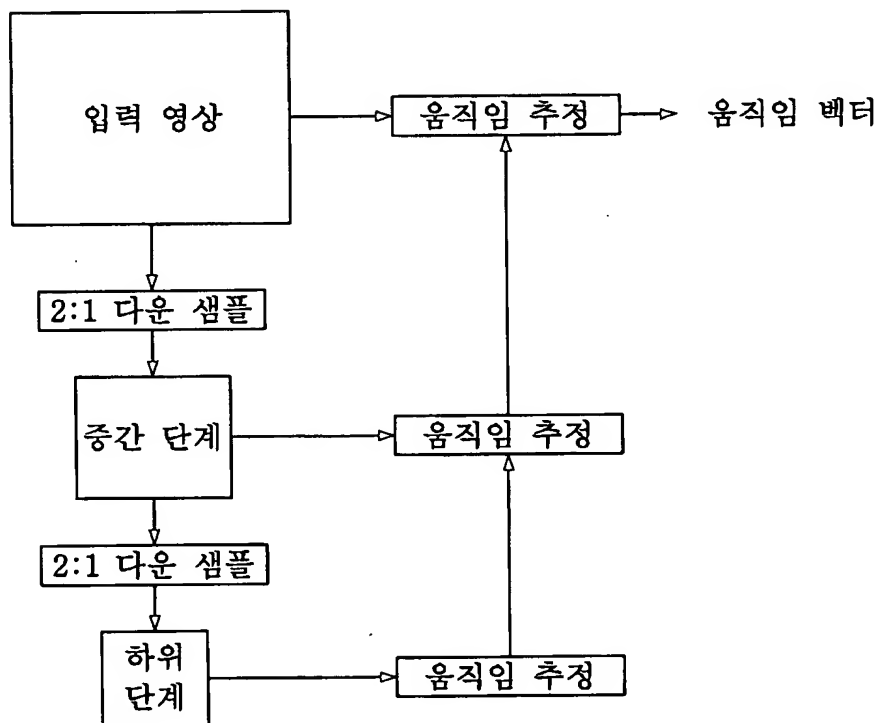 입력 영상
움직임 추정
움직임 벡터
2:1 다운 샘플
중간 단계
움직임 추정
2:1 다운 샘플
하위
단계
움직임 추정